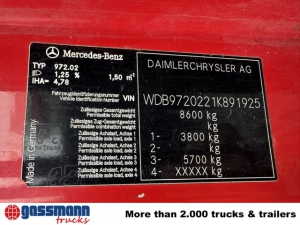 Mercedes-Benz
DAIMLERCHRYSLER AG
TYP 972.02
1,25 % 1,50 m²
iHA= 4,78
Fahrzeugidentifizierungsnummer
Vehicle identification number VIN
WDB9720221K891925
Zulässiges Gesamtgewicht
Permissible total weight
8600 kg
Zulässiges Zug-Gesamtgewicht
Permissible combination weight
kg
Zulässige Achslast, Achse 1
Permissible axle load, axle 1
1- 3800 kg
Zulässige Achslast, Achse 2
Permissible axle load, axle 2
2- kg
Zulässige Achslast, Achse 3
Permissible axle load, axle 3
3- 5700 kg
Zulässige Achslast, Achse 4
Permissible axle load, axle 4
4- XXXXX kg
Made in Germany
gassmann
trucks
More than 2.000 trucks & trailers